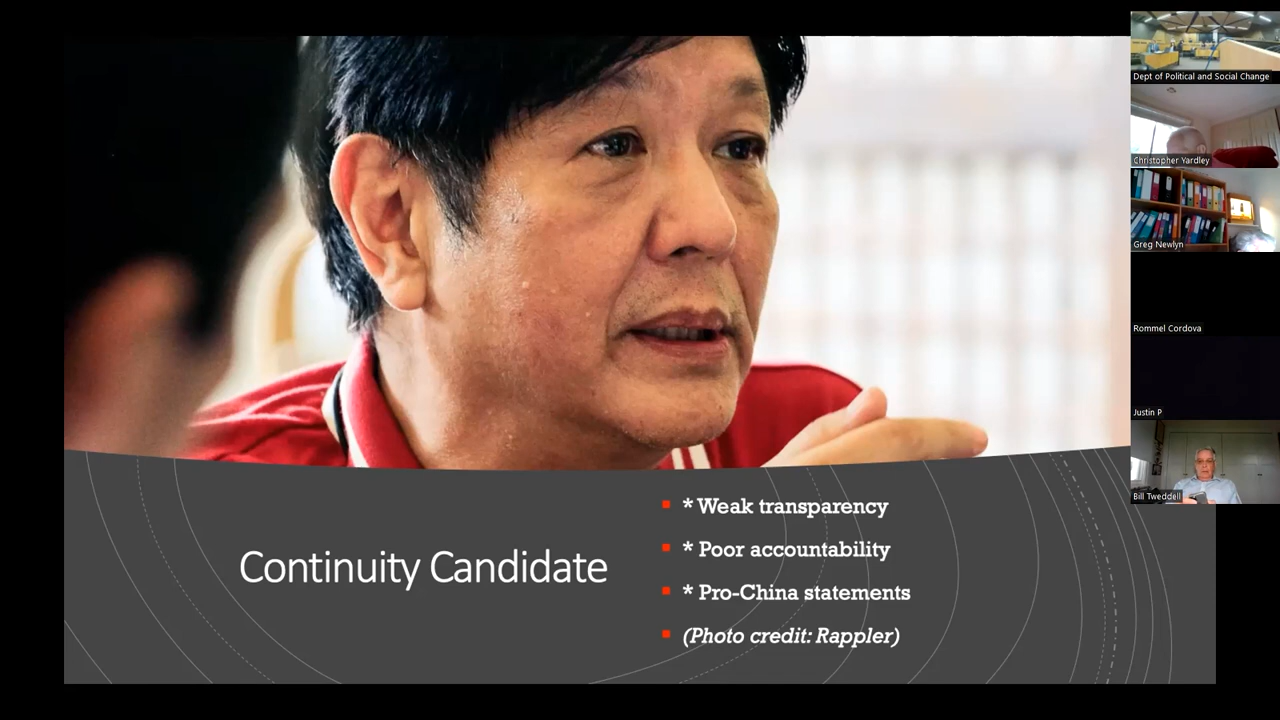 Continuity Candidate
* Weak transparency
* Poor accountability
* Pro-China statements
(Photo credit: Rappler)
Dept of Political and Social Change
Christopher Yardley
Greg Newlyn
Rommel Cordova
Justin P
Bill Tweddell